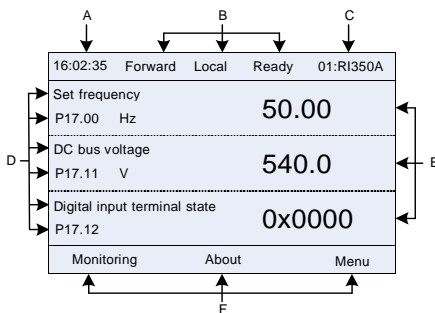 A B C
16:02:35 Forward Local Ready 01:RI350A
Set frequency
P17.00 Hz 50.00
DC bus voltage
P17.11 V 540.0
Digital input terminal state
P17.12 0x0000
D E
Monitoring About Menu
F